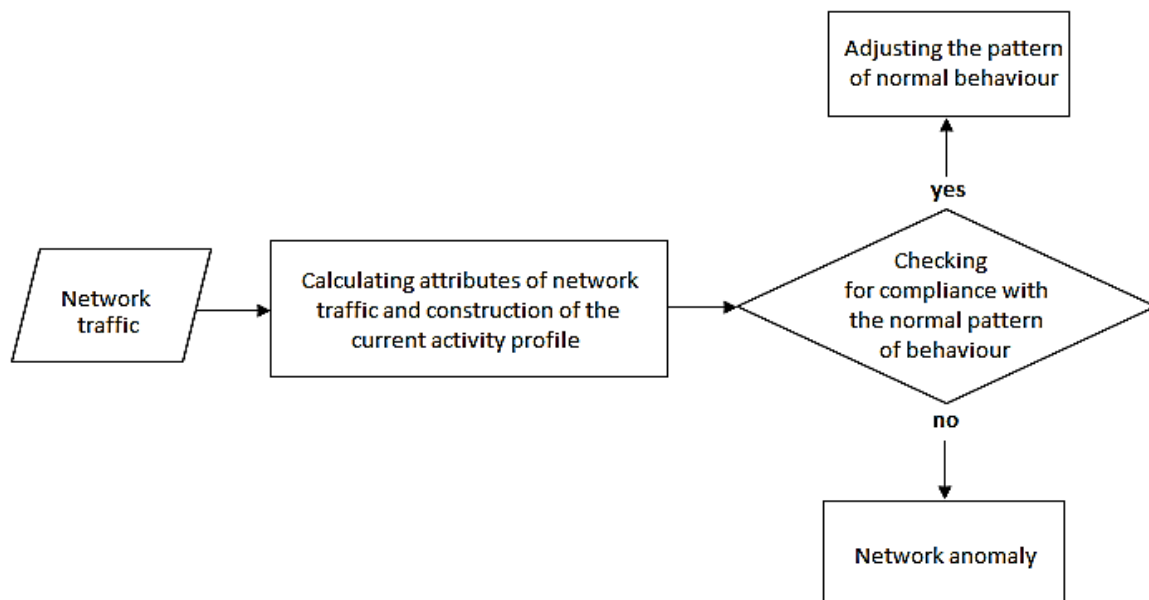 Adjusting the pattern
of normal behaviour
yes
Network
traffic
Calculating attributes of network
traffic and construction of the
current activity profile
Checking
for compliance with
the normal pattern
of behaviour
no
Network anomaly